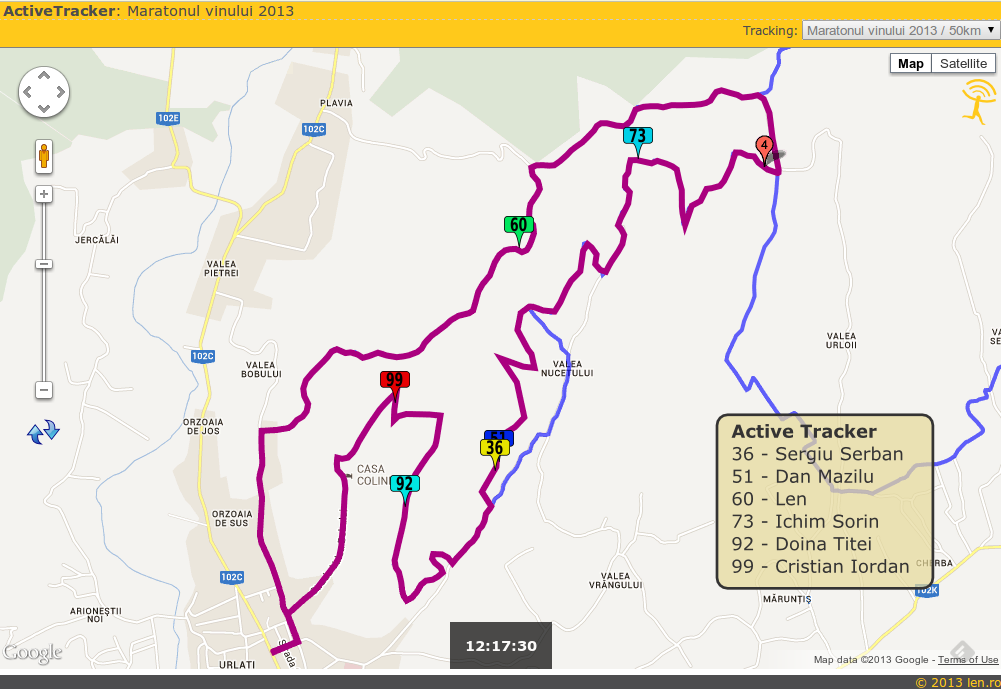 ActiveTracker: Maratonul vinului 2013
Tracking: Maratonul vinului 2013 / 50km
Map Satellite
PLAVIA
102E
102C
73
4
60
JERCĂLĂI
VALEA
PIETREI
102C
VALEA
URLOII
VALEA
BOBULUI
VALEA
NUCETULUI
99
ORZOAIA
DE JOS
51
36
CASA
92
ORZOAIA
DE SUS
Active Tracker
36 - Sergiu Serban
51 - Dan Mazilu
60 - Len
73 - Ichim Sorin
92 - Doina Titei
99 - Cristian Iordan
102C
VALEA
VRÂNGULUI
CHERBA
102K
MĂRUNȚIȘ
ARIONEȘTII
NOI
12:17:30
Google
URLATI
Map data ©2013 Google - Terms of Use
© 2013 len.ro